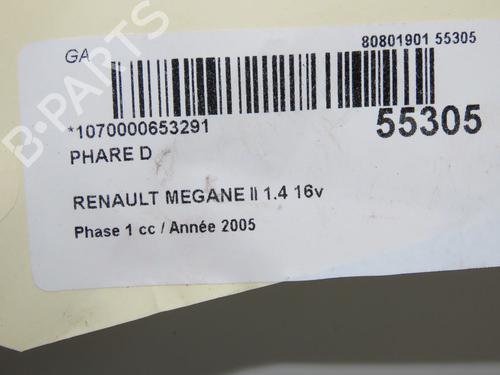 GA
80801901 55305
*1070000653291
55305
PHARE D
RENAULT MEGANE II 1.4 16v
Phase 1 cc / Année 2005
B-PARTS